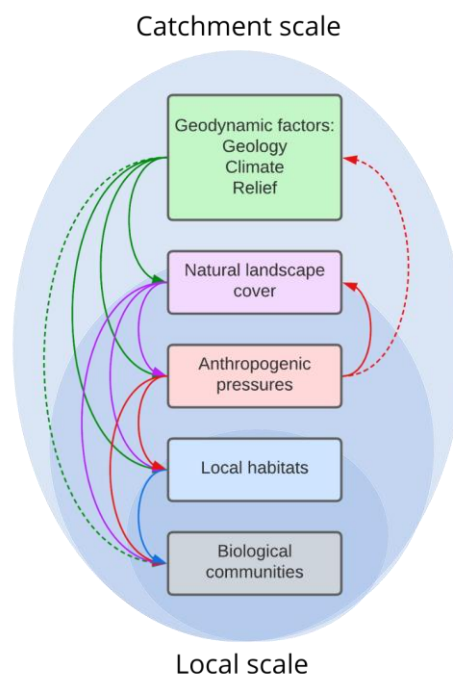 Catchment scale
Geodynamic factors:
Geology
Climate
Relief
Natural landscape
cover
Anthropogenic
pressures
Local habitats
Biological
communities
Local scale